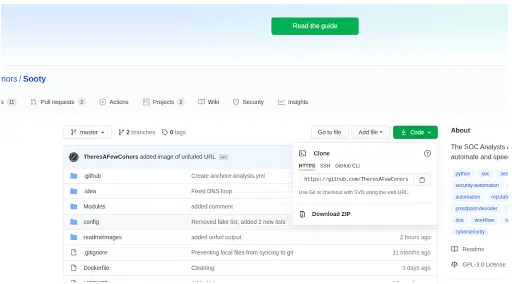 Read the guide
nors / Sooty
s 11 Pull requests 2 Actions Projects 2 Wiki Security Insights
master 2 branches 0 tags Go to file Add file Code About
TheresAFewConors added image of unfurled URL
Clone
The SOC Analysts
automate and spee
HTTPS SSH GitHub CLI
.github Create anchore-analysis.yml
https://github.com/TheresAFewConors
python soc sec
.idea Fixed DNS loop
Use Git or checkout with SVN using the web URL.
security-automation
Modules added comment
automation reputat
config Removed fake list, added 2 new lists
Download ZIP
proofpoint-decoder
dns workflow
readmeimages added unfurl output 2 hours ago
cybersecurity
.gitignore Preventing local files from syncing to git 11 months ago
Readme
Dockerfile Cleaning 3 days ago
GPL-3.0 License